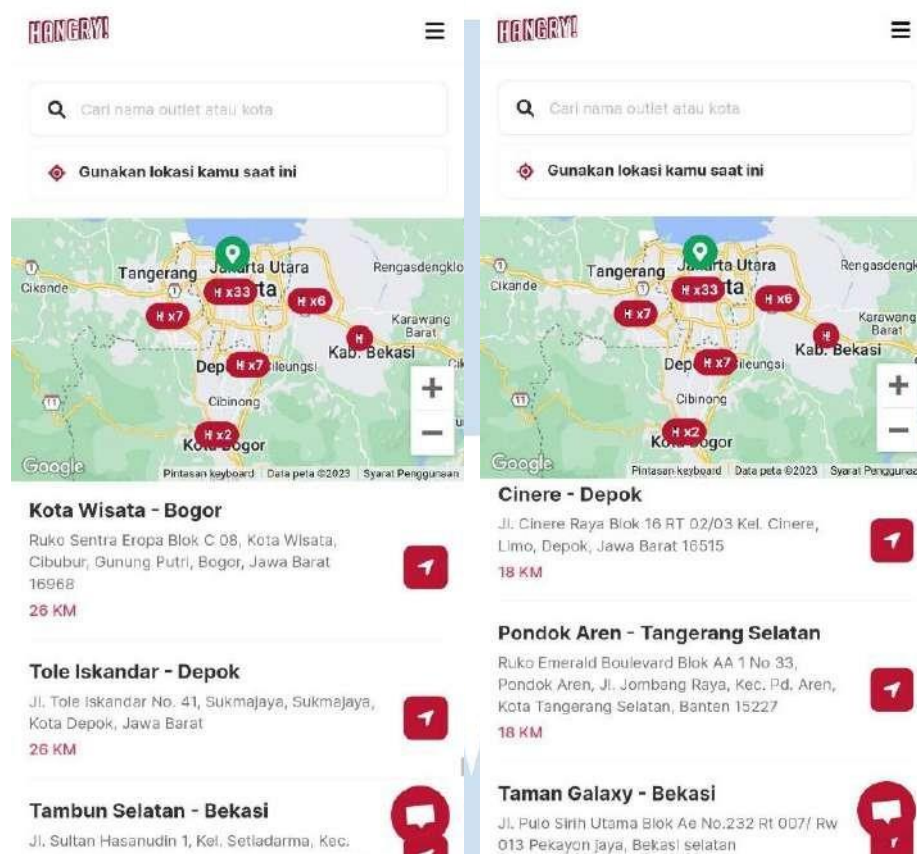 HANGRY!
Cari nama outlet atau kota
Gunakan lokasi kamu saat ini
Cikande
Tangerang
Jakarta Utara
Rengasdengklo
H x33
ta
H x6
H x7
Karawang
Barat
H
Kab. Bekasi
Dep
H x7
ileungsi
Cibinong
11
H x2
Kota Bogor
+
−
Google
Pintasan keyboard
Data peta ©2023
Syarat Penggunaan
Kota Wisata - Bogor
Ruko Sentra Eropa Blok C 08, Kota Wisata,
Cibubur, Gunung Putri, Bogor, Jawa Barat
16968
26 KM
Tole Iskandar - Depok
Jl. Tole Iskandar No. 41, Sukmajaya, Sukmajaya,
Kota Depok, Jawa Barat
26 KM
Tambun Selatan - Bekasi
Jl. Sultan Hasanudin 1, Kel. Setiadarma, Kec.
HANGRY!
Cari nama outlet atau kota
Gunakan lokasi kamu saat ini
Cikande
Tangerang
Jakarta Utara
Rengasdengk
H x33
ta
H x6
H x7
Karawang
Barat
H
Kab. Bekasi
Dep
H x7
ileungsi
Cibinong
11
H x2
Kota Bogor
+
−
Google
Pintasan keyboard
Data peta ©2023
Syarat Penggunaa
Cinere - Depok
Jl. Cinere Raya Blok 16 RT 02/03 Kel. Cinere,
Limo, Depok, Jawa Barat 16515
18 KM
Pondok Aren - Tangerang Selatan
Ruko Emerald Boulevard Blok AA 1 No 33,
Pondok Aren, Jl. Jombang Raya, Kec. Pd. Aren,
Kota Tangerang Selatan, Banten 15227
18 KM
Taman Galaxy - Bekasi
Jl. Pulo Sirih Utama Blok Ae No.232 Rt 007/ Rw
013 Pekayon jaya, Bekasi selatan